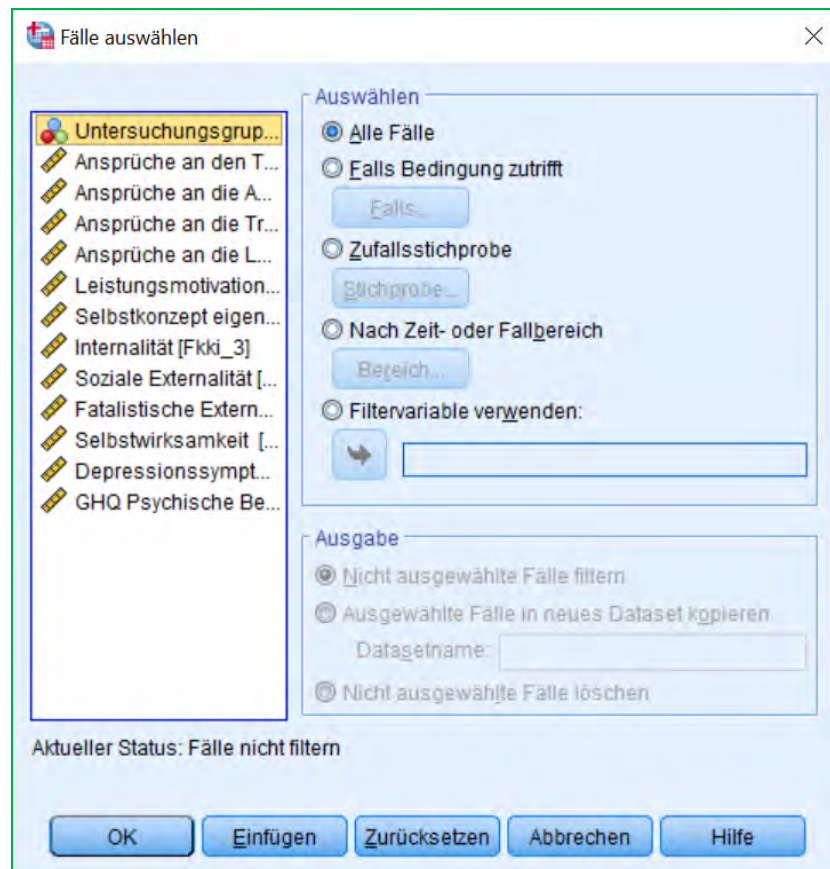 Fälle auswählen
Untersuchungsgrup...
Ansprüche an den T...
Ansprüche an die A...
Ansprüche an die Tr...
Ansprüche an die L...
Leistungsmotivation...
Selbstkonzept eigen...
Internalität [Fkki_3]
Soziale Externalität [...
Fatalistische Extern...
Selbstwirksamkeit [...
Depressionssympt...
GHQ Psychische Be...
Auswählen
Alle Fälle
Falls Bedingung zutrifft
Falls...
Zufallsstichprobe
Stichprobe...
Nach Zeit- oder Fallbereich
Bereich...
Filtervariable verwenden:
Ausgabe
Nicht ausgewählte Fälle filtern
Ausgewählte Fälle in neues Dataset kopieren
Datasetname:
Nicht ausgewählte Fälle löschen
Aktueller Status: Fälle nicht filtern
OK
Einfügen
Zurücksetzen
Abbrechen
Hilfe